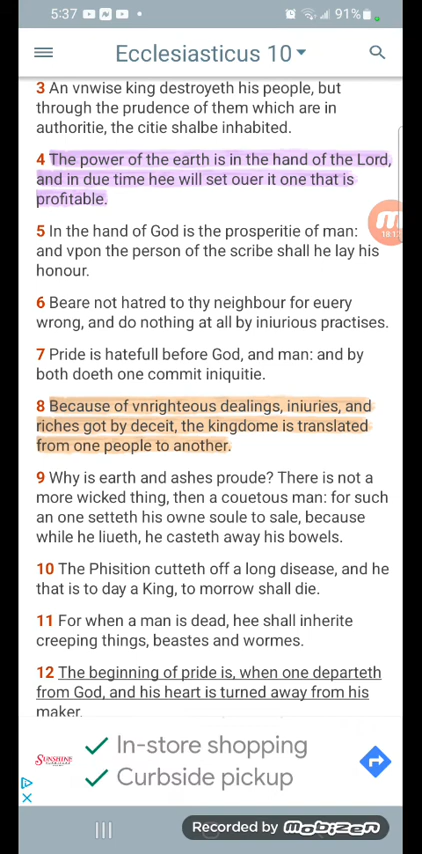 5:37
91%
Ecclesiasticus 10
3 An vnwise king destroyeth his people, but
through the prudence of them which are in
authoritie, the citie shalbe inhabited.
4 The power of the earth is in the hand of the Lord,
and in due time hee will set ouer it one that is
profitable.
5 In the hand of God is the prosperitie of man:
and vpon the person of the scribe shall he lay his
honour.
6 Beare not hatred to thy neighbour for euery
wrong, and do nothing at all by iniurious practises.
7 Pride is hatefull before God, and man: and by
both doeth one commit iniquitie.
8 Because of vnrighteous dealings, iniuries, and
riches got by deceit, the kingdome is translated
from one people to another.
9 Why is earth and ashes proude? There is not a
more wicked thing, then a couetous man: for such
an one setteth his owne soule to sale, because
while he liueth, he casteth away his bowels.
10 The Phisition cutteth off a long disease, and he
that is to day a King, to morrow shall die.
11 For when a man is dead, hee shall inherite
creeping things, beastes and wormes.
12 The beginning of pride is, when one departeth
from God, and his heart is turned away from his
maker.
SUNSHINE
In-store shopping
Curbside pickup
Recorded by mobizen